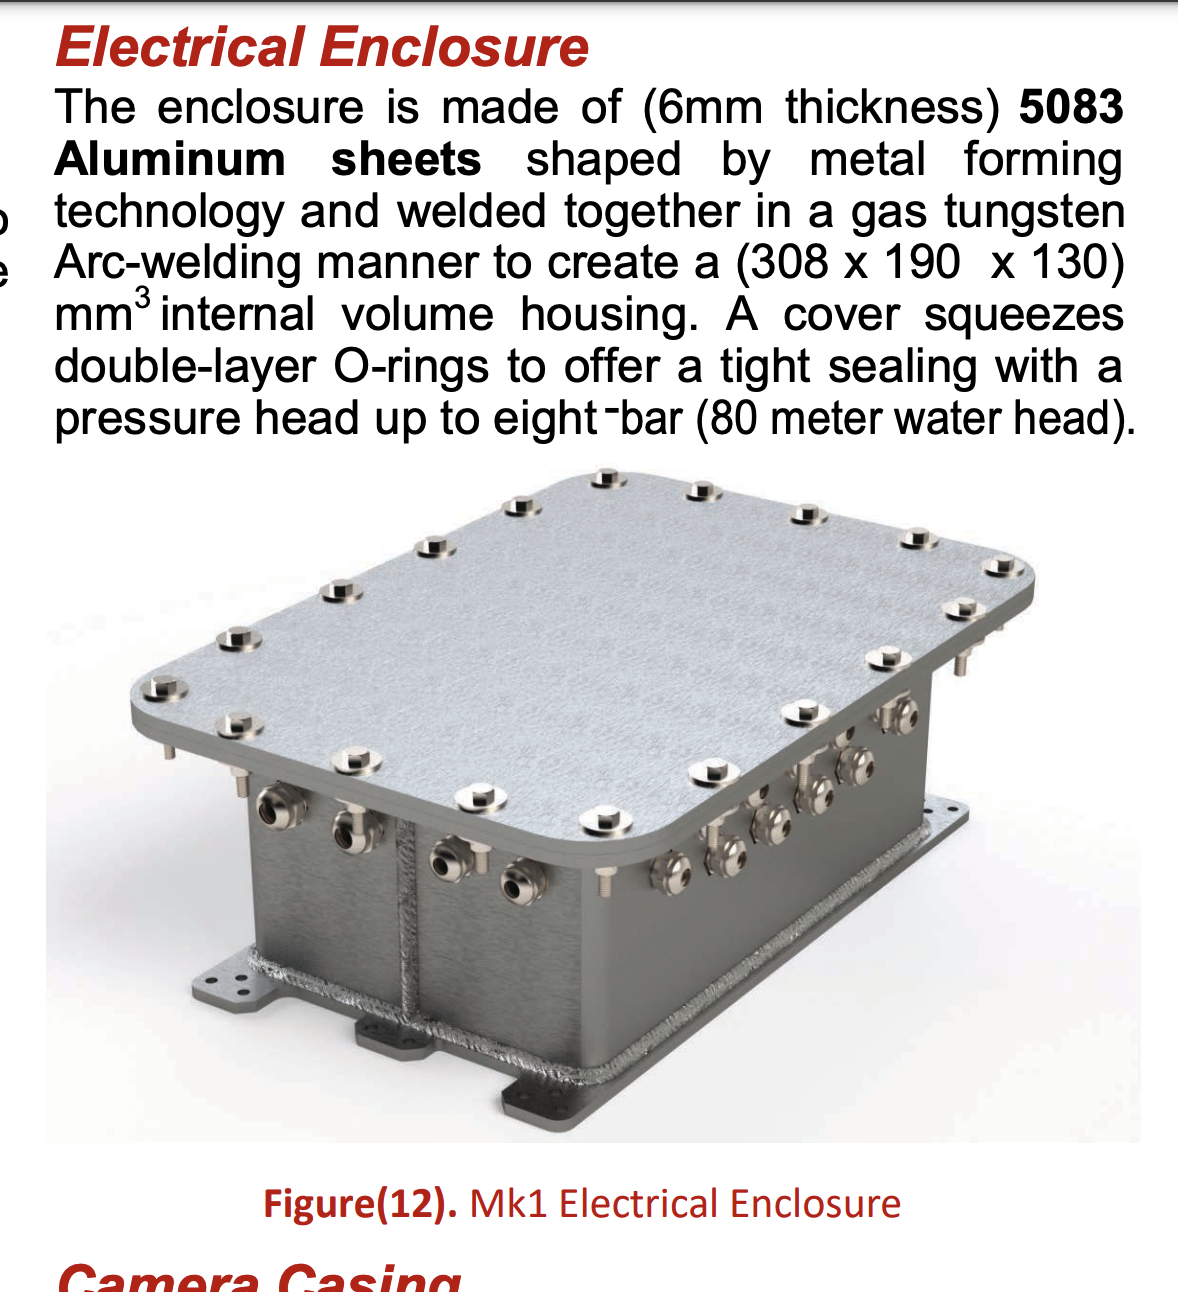 Electrical Enclosure
The enclosure is made of (6mm thickness) 5083
Aluminum sheets shaped by metal forming
technology and welded together in a gas tungsten
Arc-welding manner to create a (308 x 190 x 130)
mm³ internal volume housing. A cover squeezes
double-layer O-rings to offer a tight sealing with a
pressure head up to eight-bar (80 meter water head).
Figure(12). Mk1 Electrical Enclosure
Camera Casing